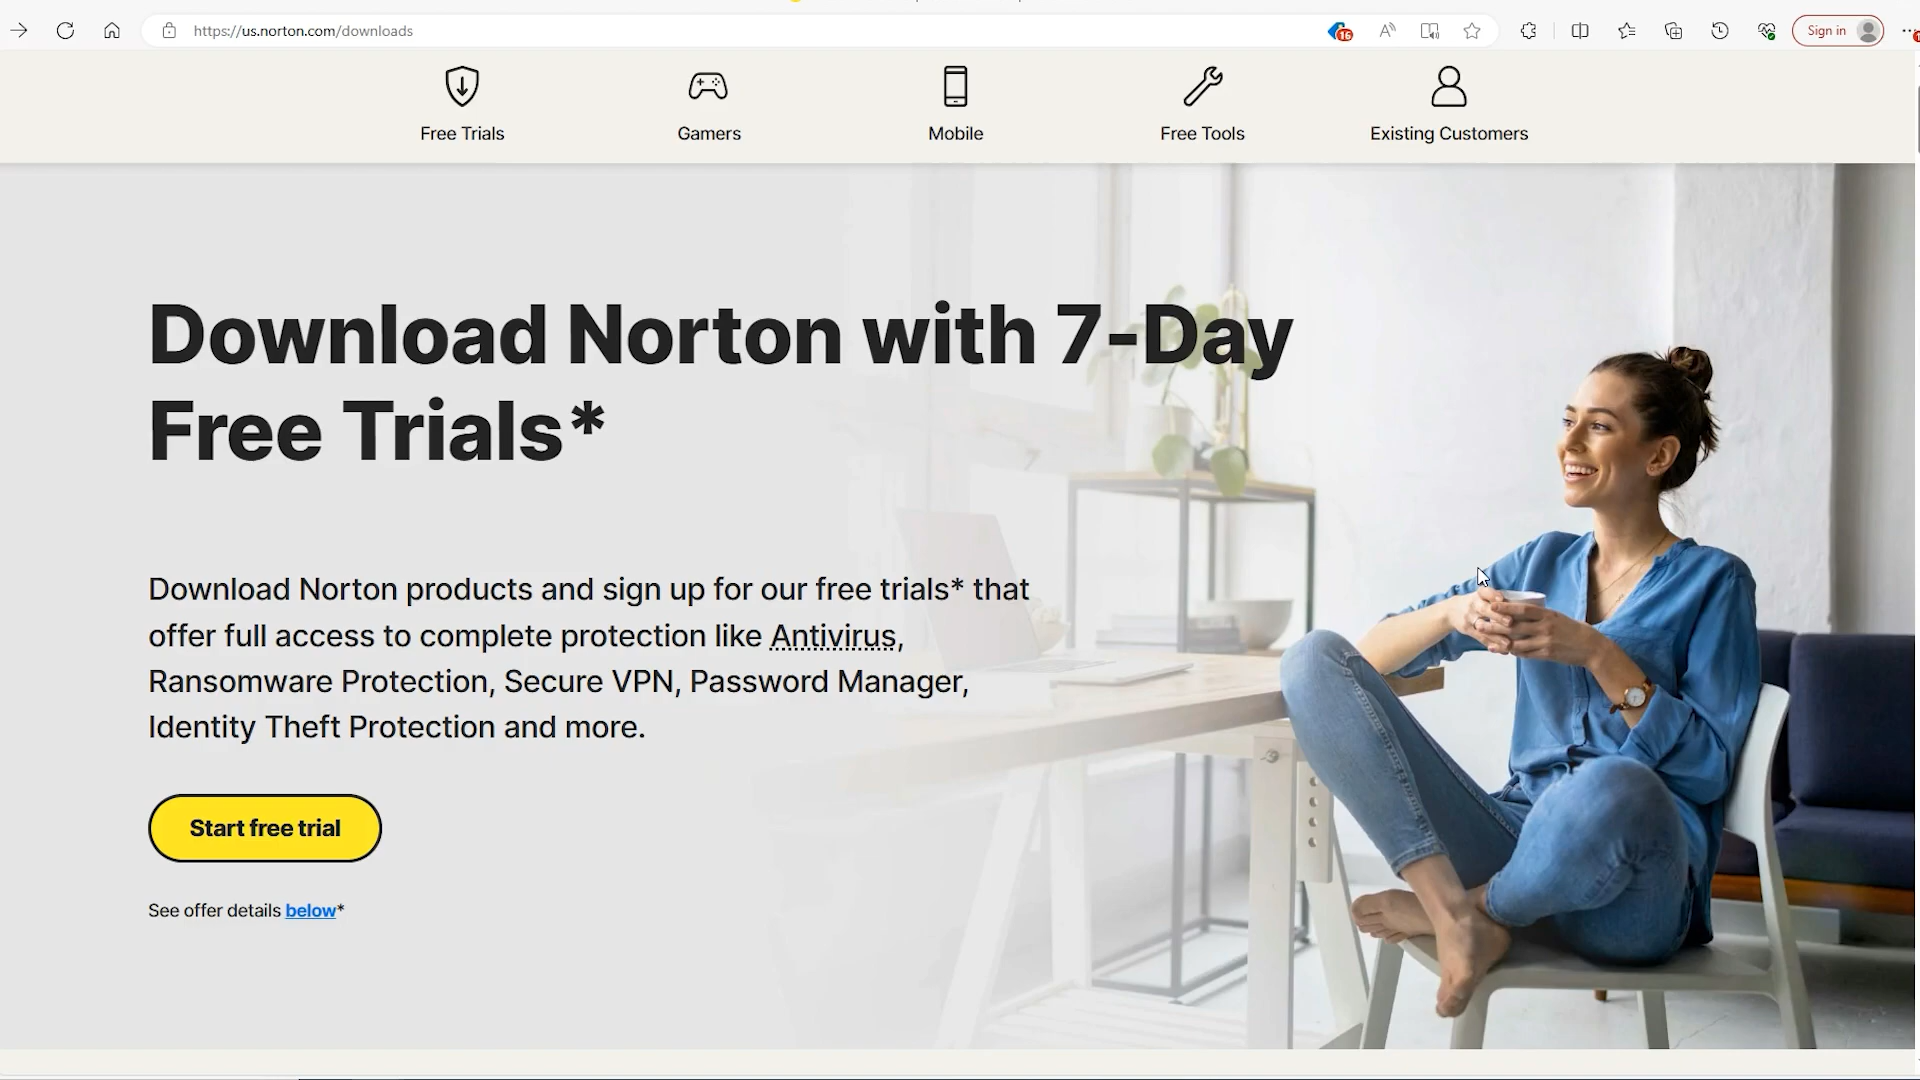 https://us.norton.com/downloads
16
Sign in
Free Trials
Gamers
Mobile
Free Tools
Existing Customers
Download Norton with 7-Day
Free Trials*
Download Norton products and sign up for our free trials* that
offer full access to complete protection like Antivirus,
Ransomware Protection, Secure VPN, Password Manager,
Identity Theft Protection and more.
Start free trial
See offer details below*